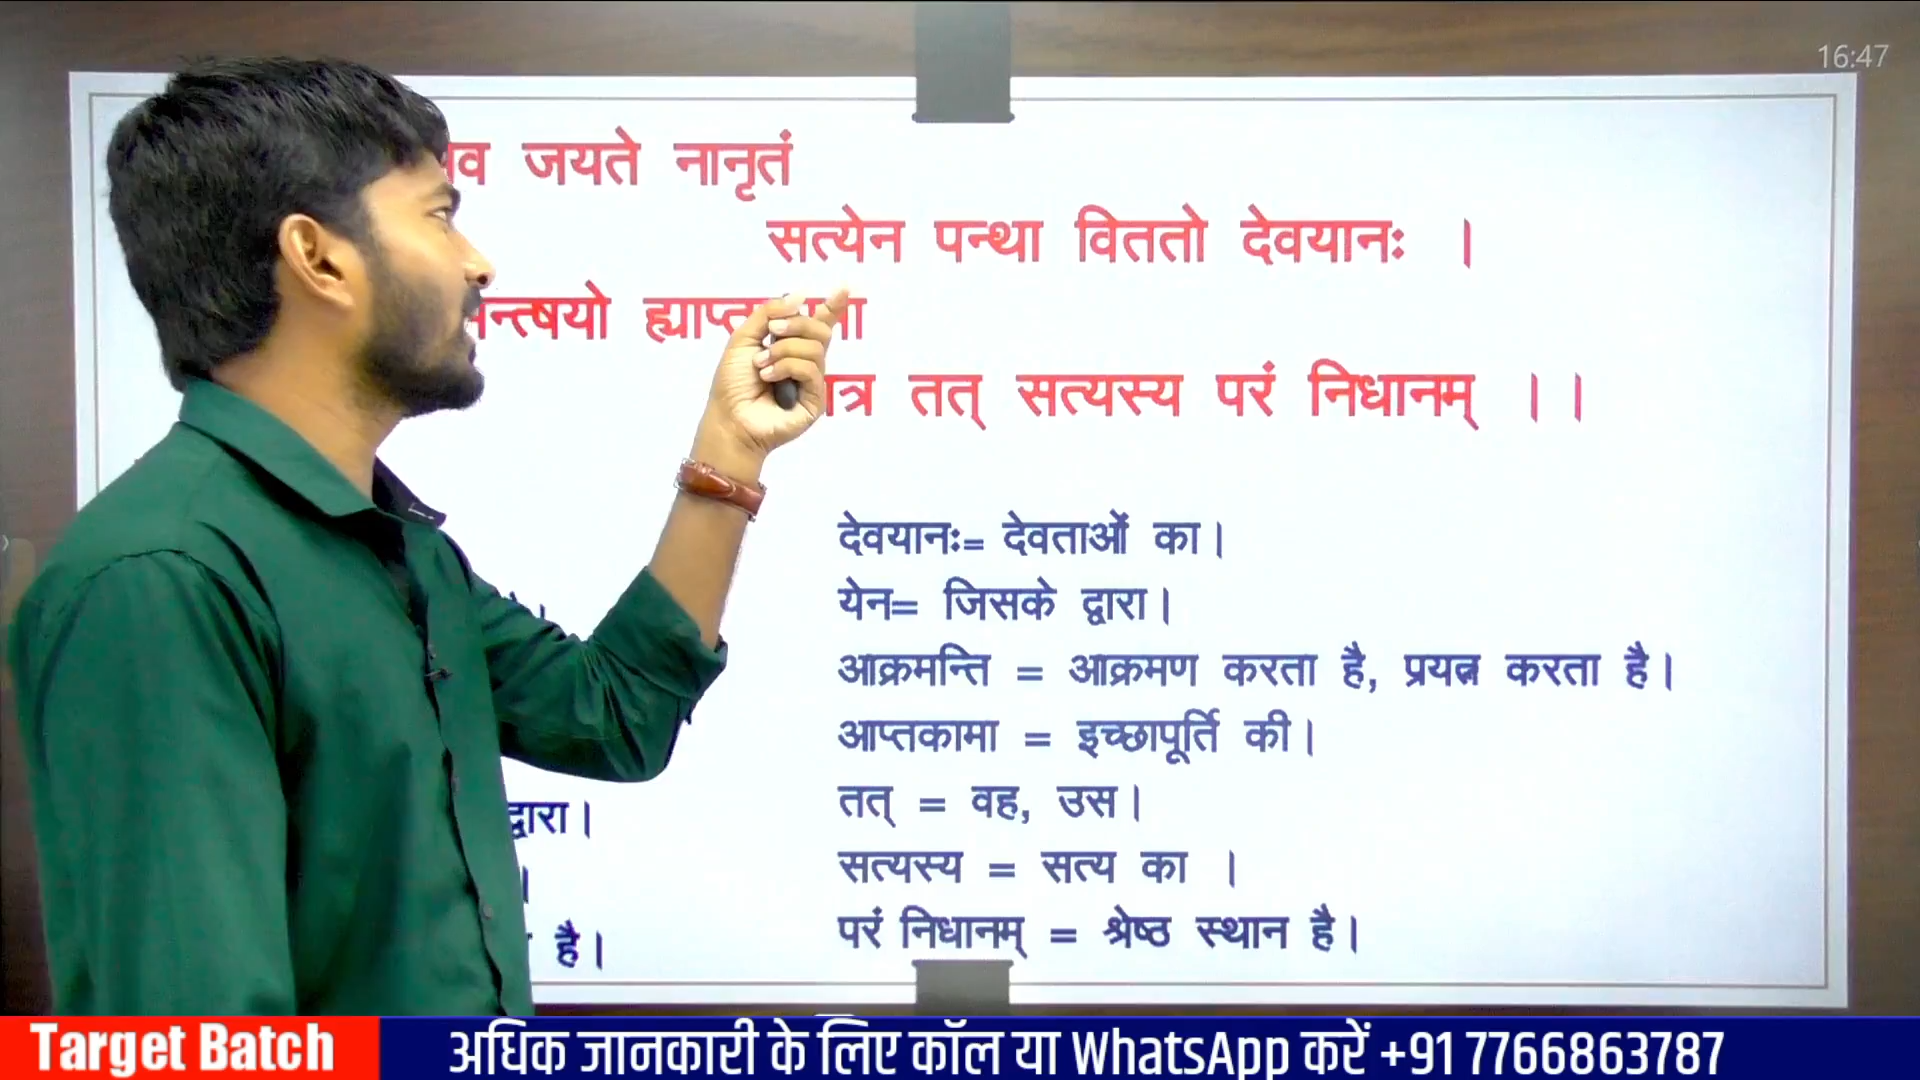 16:47
जयते नानृतं
सत्येन पन्था विततो देवयानः ।
यत्र तत् सत्यस्य परं निधानम् ।।
देवयानः= देवताओं का।
येन= जिसके द्वारा।
आक्रमन्ति = आक्रमण करता है, प्रयत्न करता है।
आप्तकामा = इच्छापूर्ति की।
तत् = वह, उस।
द्वारा।
सत्यस्य = सत्य का ।
परं निधानम् = श्रेष्ठ स्थान है।
है।
Target Batch
अधिक जानकारी के लिए कॉल या WhatsApp करें +91 7766863787